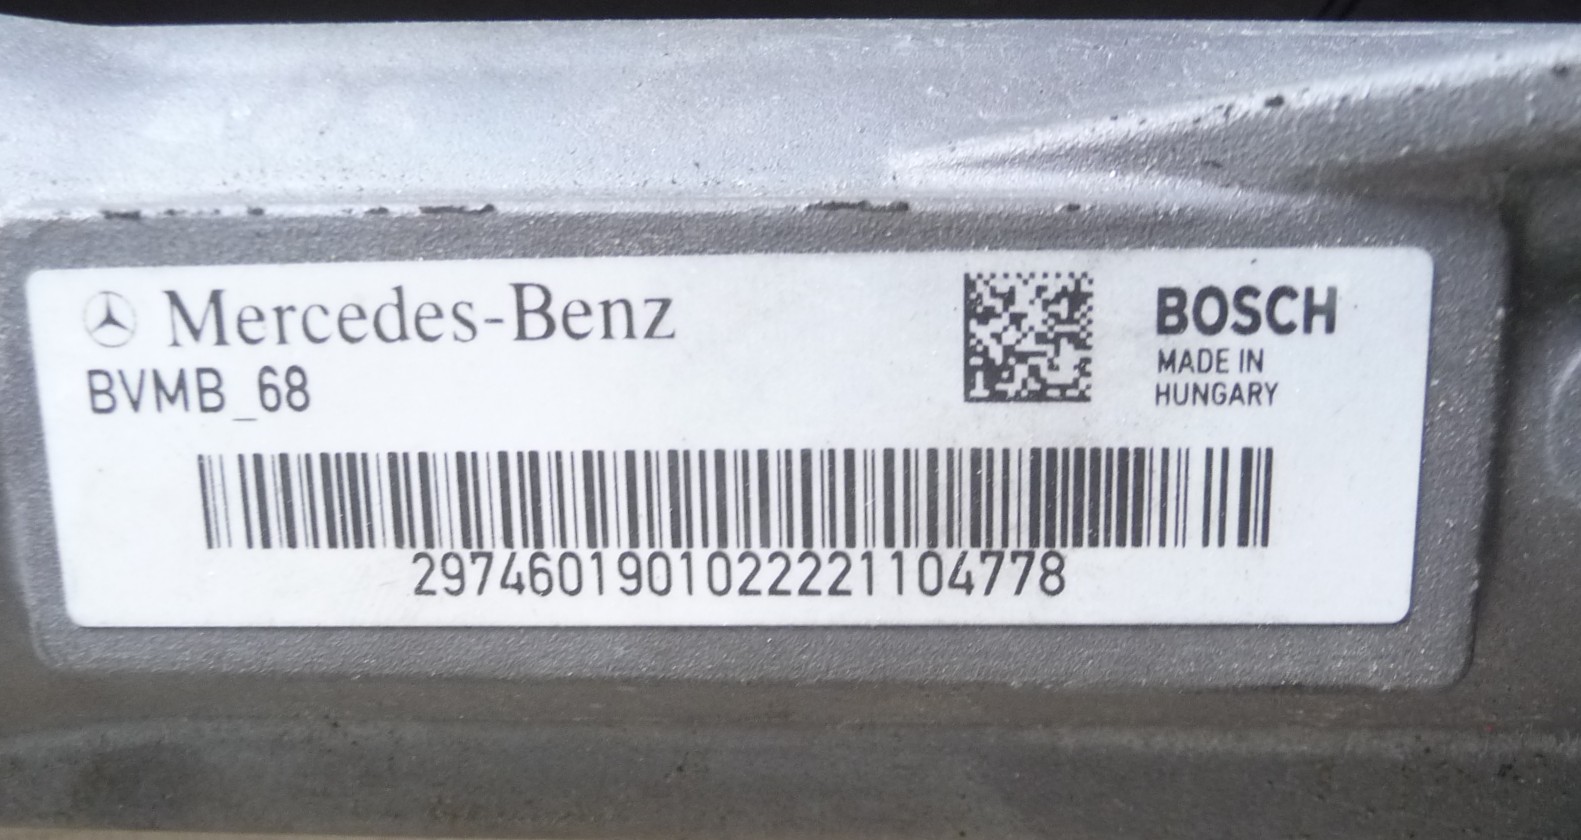 Mercedes-Benz
BVMB_68
BOSCH
MADE IN
HUNGARY
29746019010222221104778